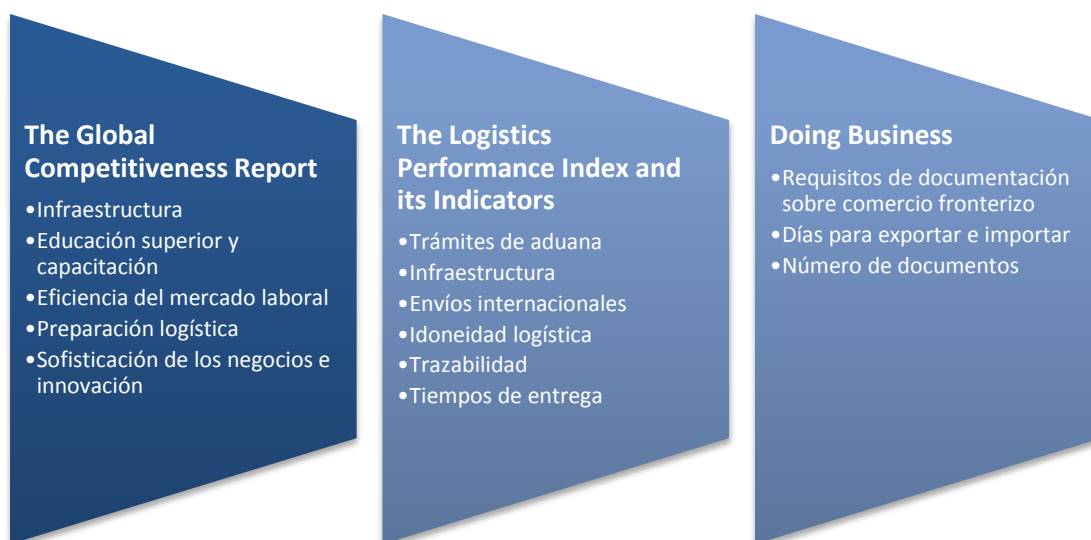 The Global
Competitiveness Report
•Infraestructura
•Educación superior y
capacitación
•Eficiencia del mercado laboral
•Preparación logística
•Sofisticación de los negocios e
innovación
The Logistics
Performance Index and
its Indicators
•Trámites de aduana
•Infraestructura
•Envíos internacionales
•Idoneidad logística
•Trazabilidad
•Tiempos de entrega
Doing Business
•Requisitos de documentación
sobre comercio fronterizo
•Días para exportar e importar
•Número de documentos